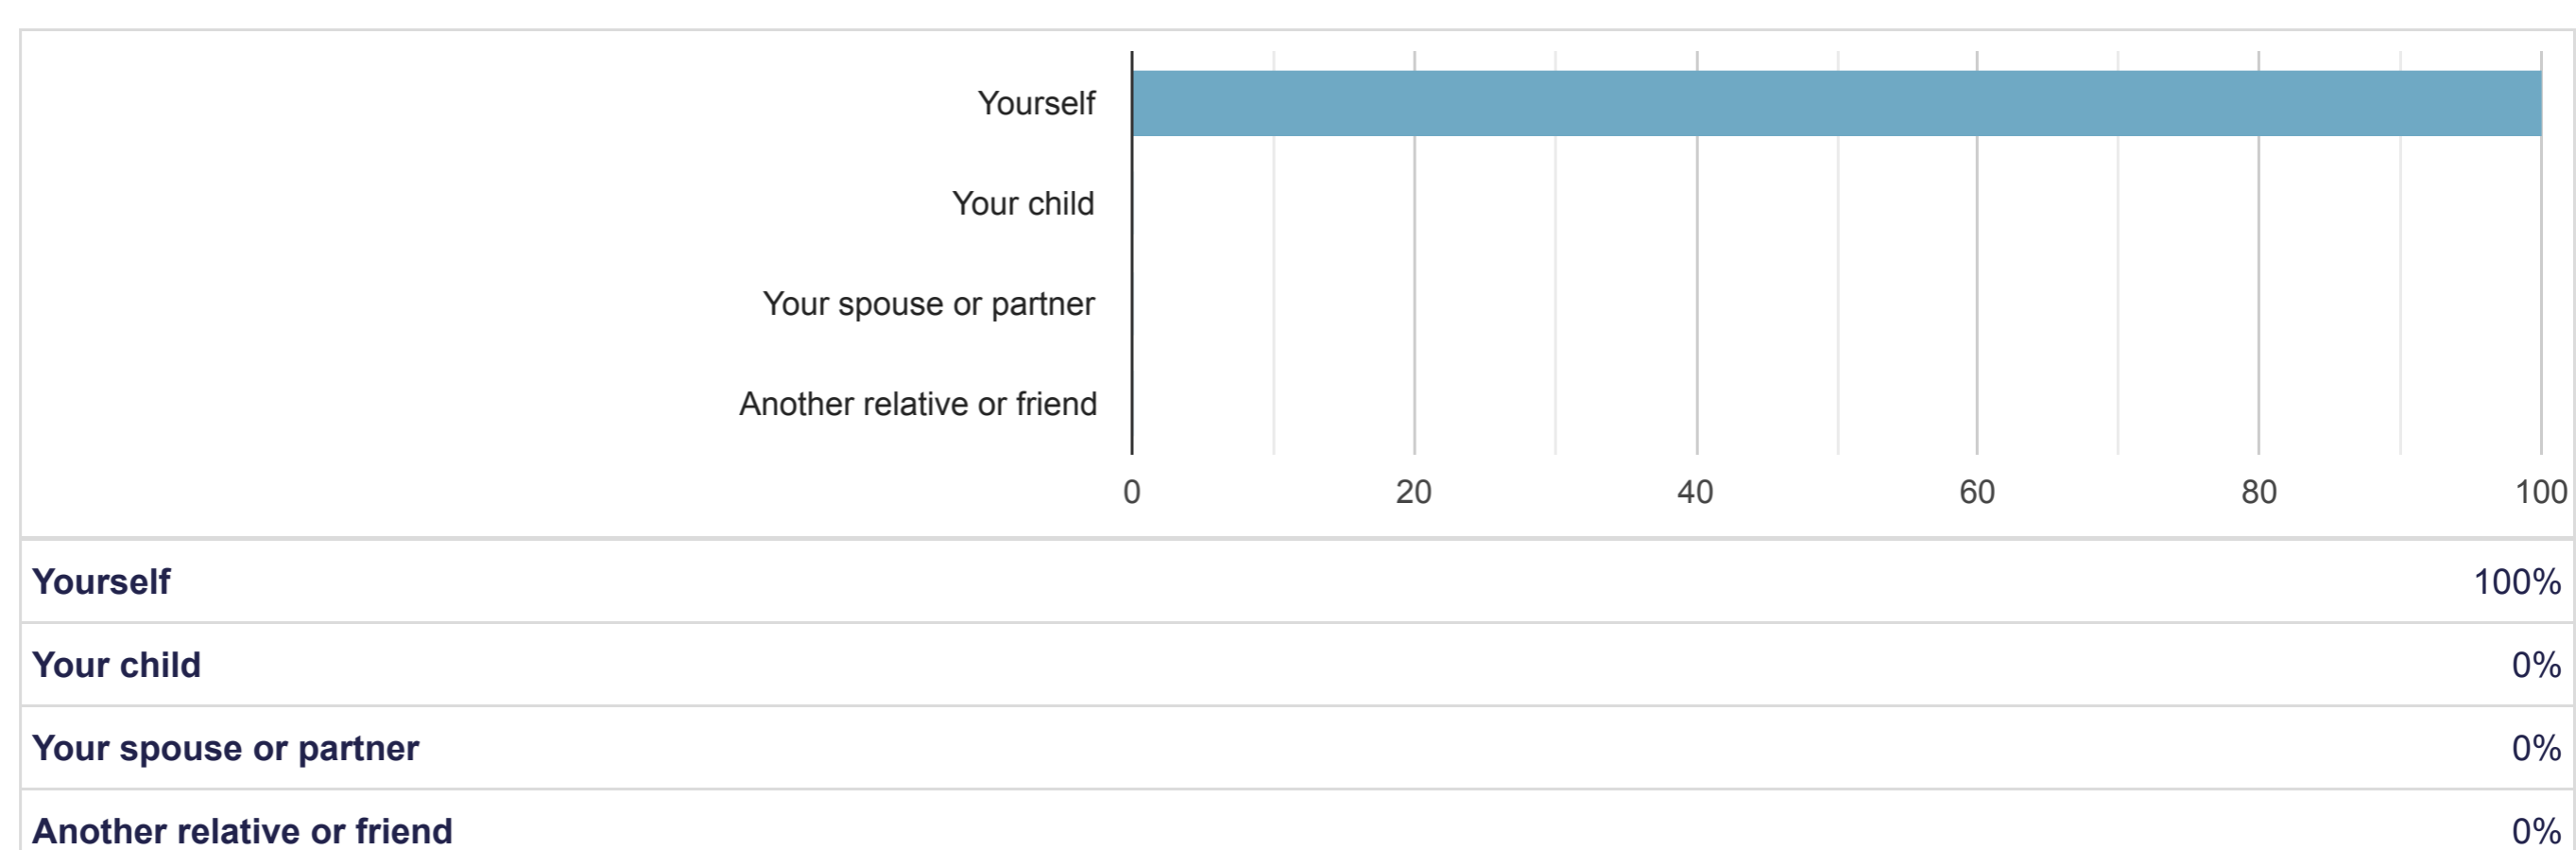 Yourself
Your child
Your spouse or partner
Another relative or friend
0 20 40 60 80 100
Yourself 100%
Your child 0%
Your spouse or partner 0%
Another relative or friend 0%